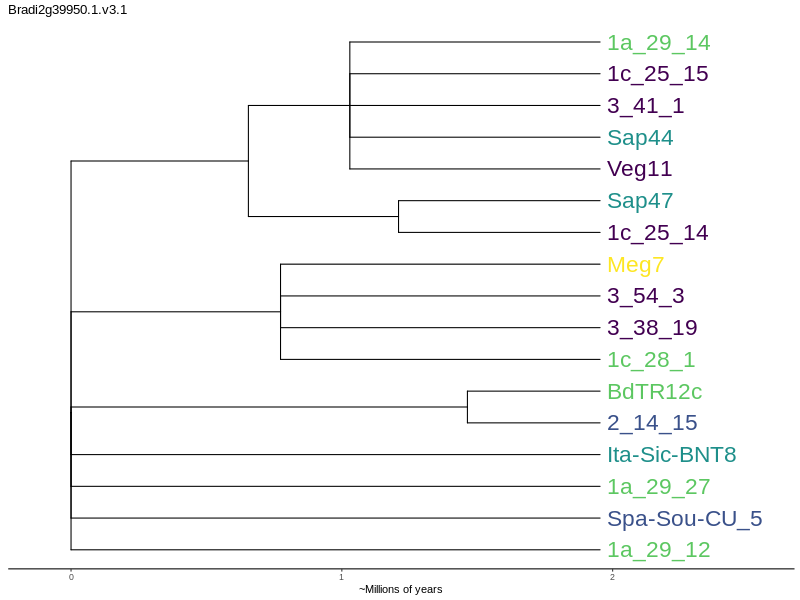 Bradi2g39950.1.v3.1
1a_29_14
1c_25_15
3_41_1
Sap44
Veg11
Sap47
1c_25_14
Meg7
3_54_3
3_38_19
1c_28_1
BdTR12c
2_14_15
Ita-Sic-BNT8
1a_29_27
Spa-Sou-CU_5
1a_29_12
0 1 2
~Millions of years